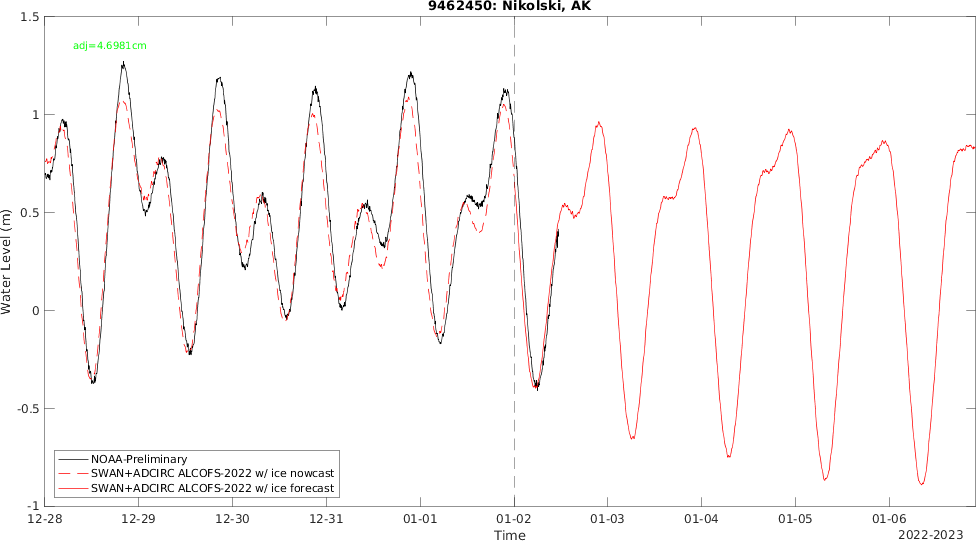 9462450: Nikolski, AK
1.5
adj=4.6981cm
1
0.5
0
-0.5
-1
Water Level (m)
NOAA-Preliminary
SWAN+ADCIRC ALCOFS-2022 w/ ice nowcast
SWAN+ADCIRC ALCOFS-2022 w/ ice forecast
12-28 12-29 12-30 12-31 01-01 01-02 01-03 01-04 01-05 01-06
Time
2022-2023